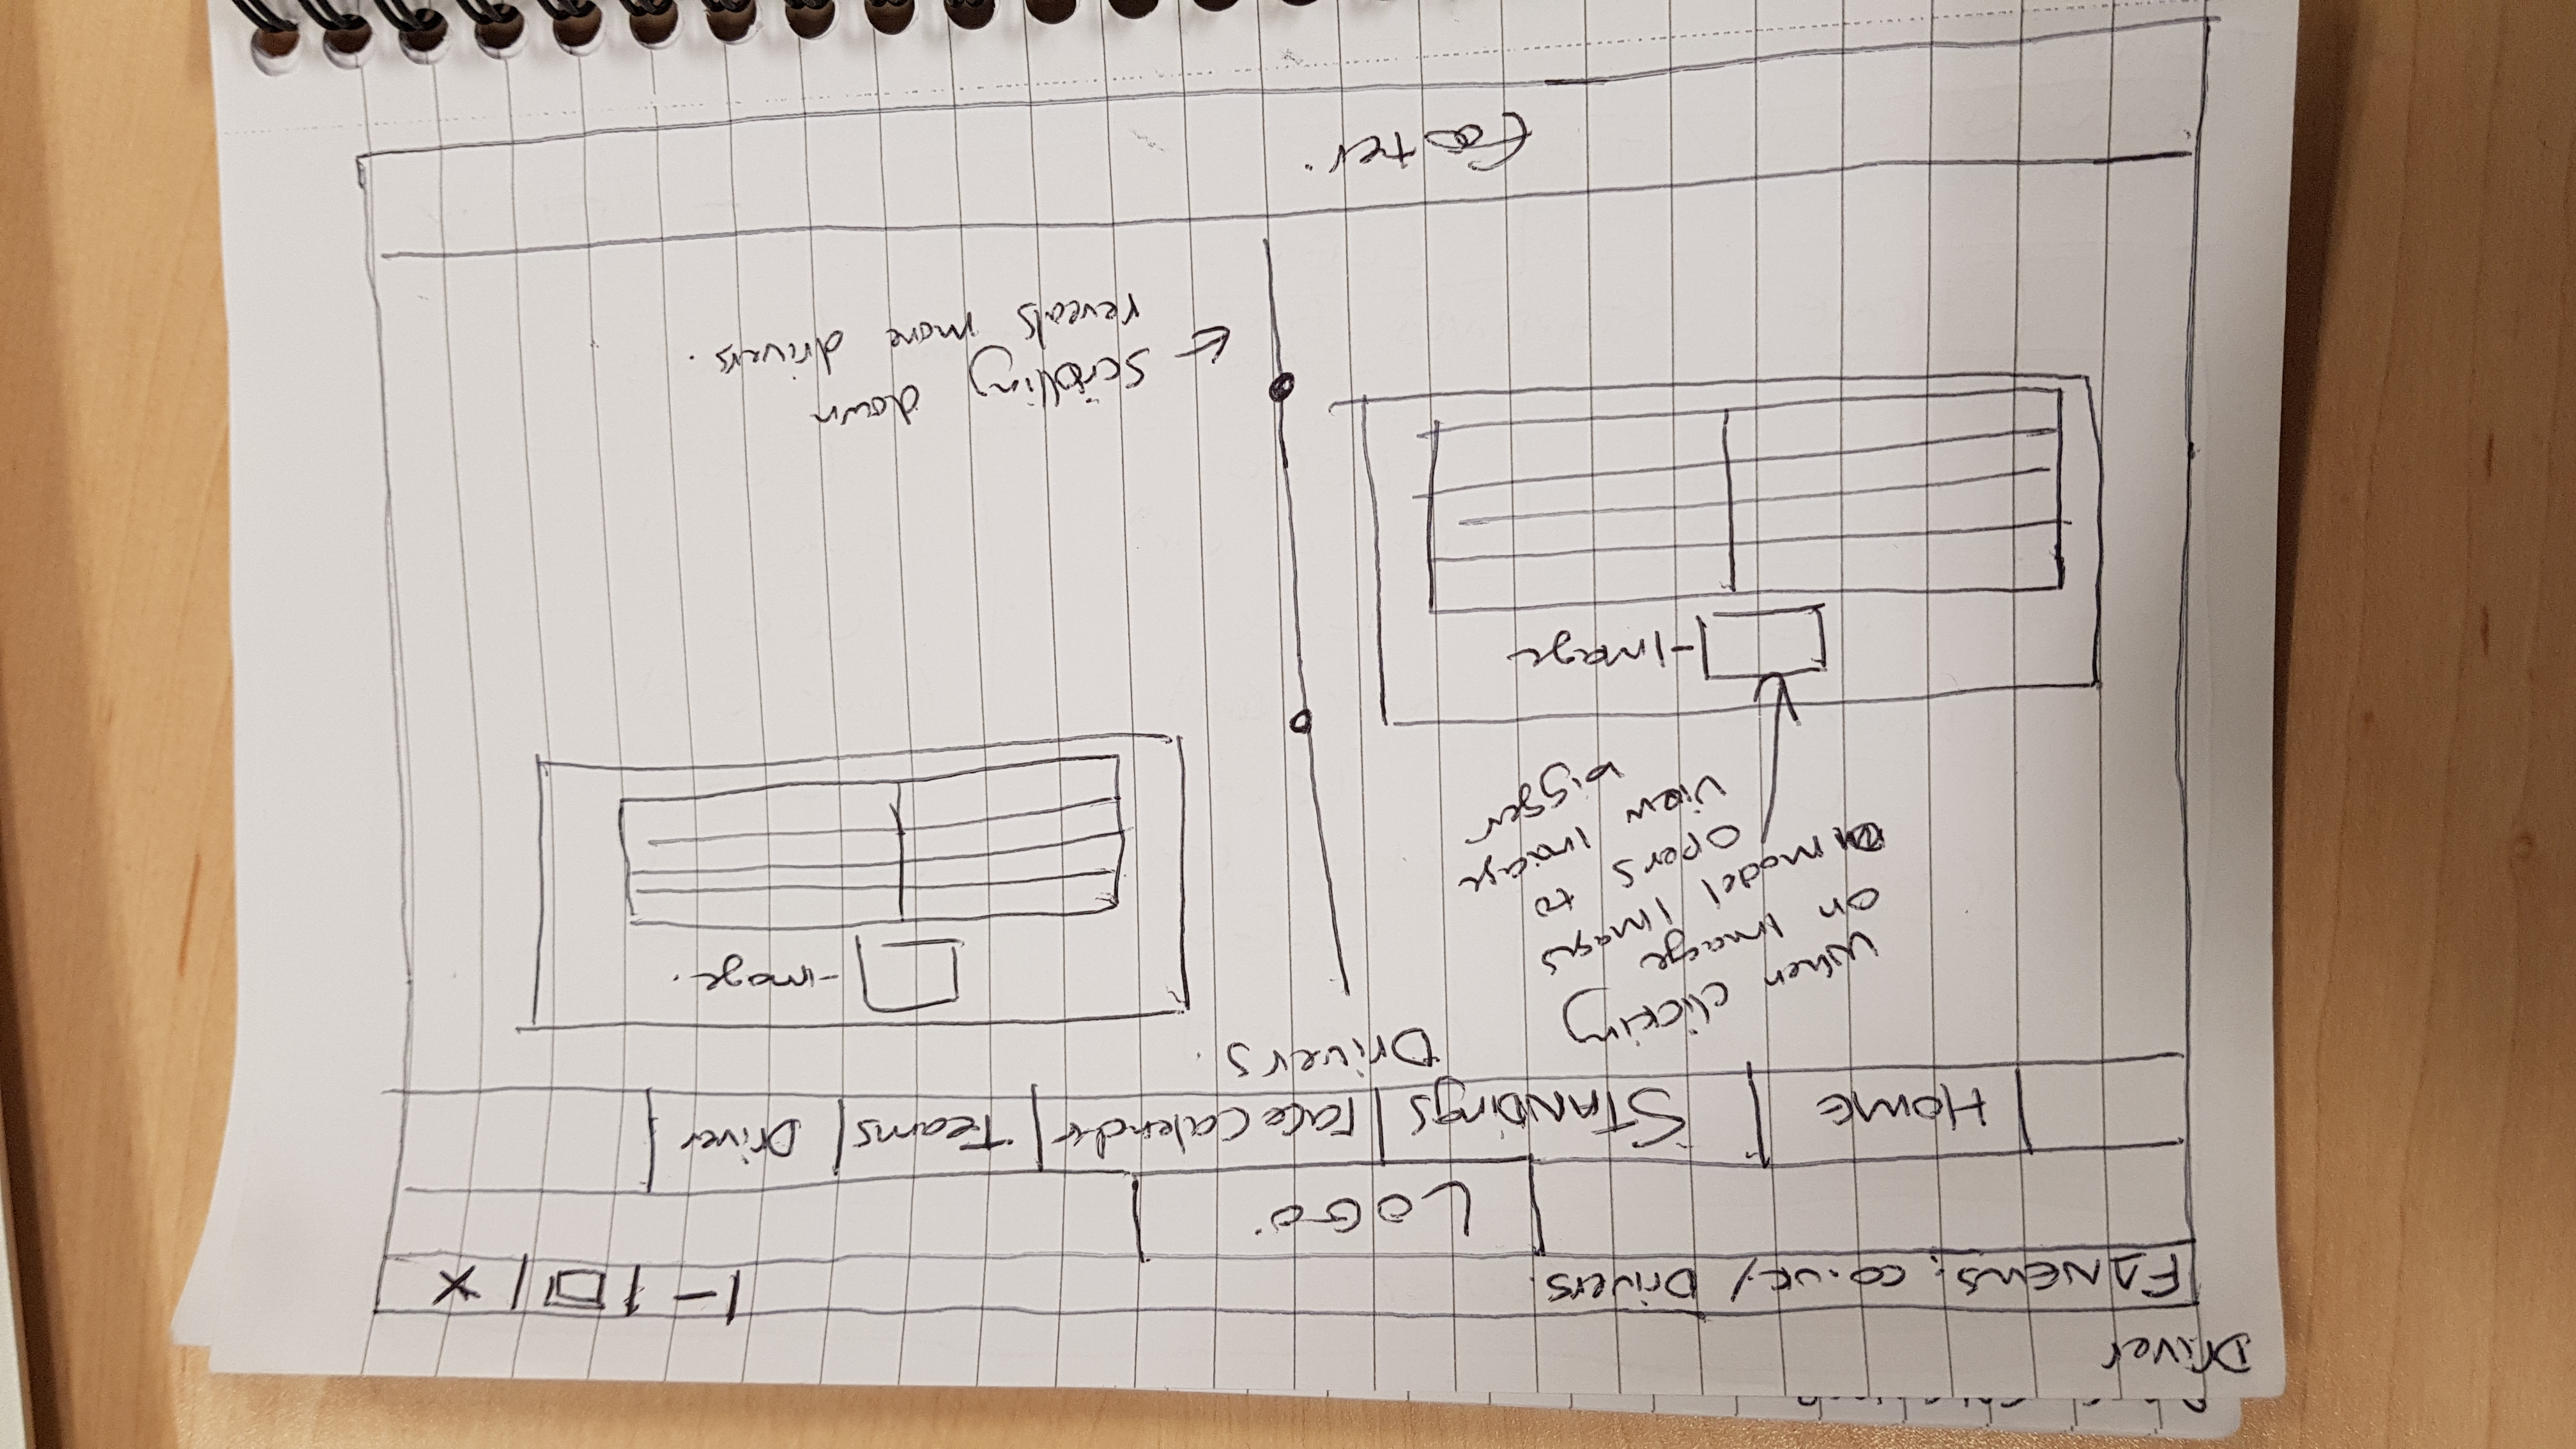 Driver
F1NEWS.co.uk/Drivers.
LOGO
HOME
STANDings
race calender
Teams
Driver
Drivers.
when clicking
on image
model images
opens to
view image
bigger
-image.
-image
← scrolling down
reveals more drivers.
footer.